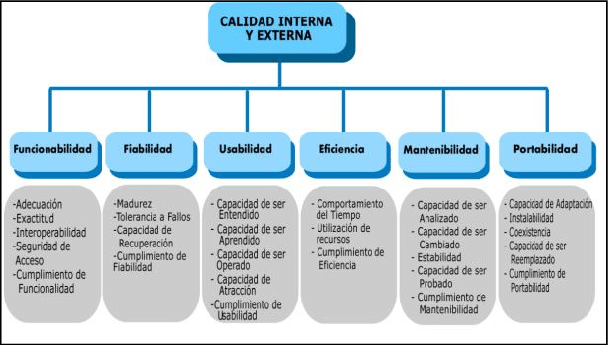 CALIDAD INTERNA
Y EXTERNA
Funcionabilidad
Fiabilidad
Usabilidad
Eficiencia
Mantenibilidad
Portabilidad
-Adecuación
-Exactitud
-Interoperabilidad
-Seguridad de
Acceso
-Cumplimiento de
Funcionalidad
-Madurez
-Tolerancia a Fallos
-Capacidad de
Recuperación
-Cumplimiento de
Fiabilidad
- Capacidad de ser
Entendido
- Capacidad de ser
Aprendido
- Capacidad de ser
Operado
- Capacidad de
Atracción
-Cumplimiento de
Usabilidad
- Comportamiento
del Tiempo
- Utilización de
recursos
- Cumplimiento de
Eficiencia
- Capacidad de ser
Analizado
- Capacidad de ser
Cambiado
- Estabilidad
- Capacidad de ser
Probado
- Cumplimiento de
Mantenibilidad
- Capacidad de Adaptación
- Instalabilidad
- Coexistencia
- Capacidad de ser
Reemplazado
- Cumplimiento de
Portabilidad